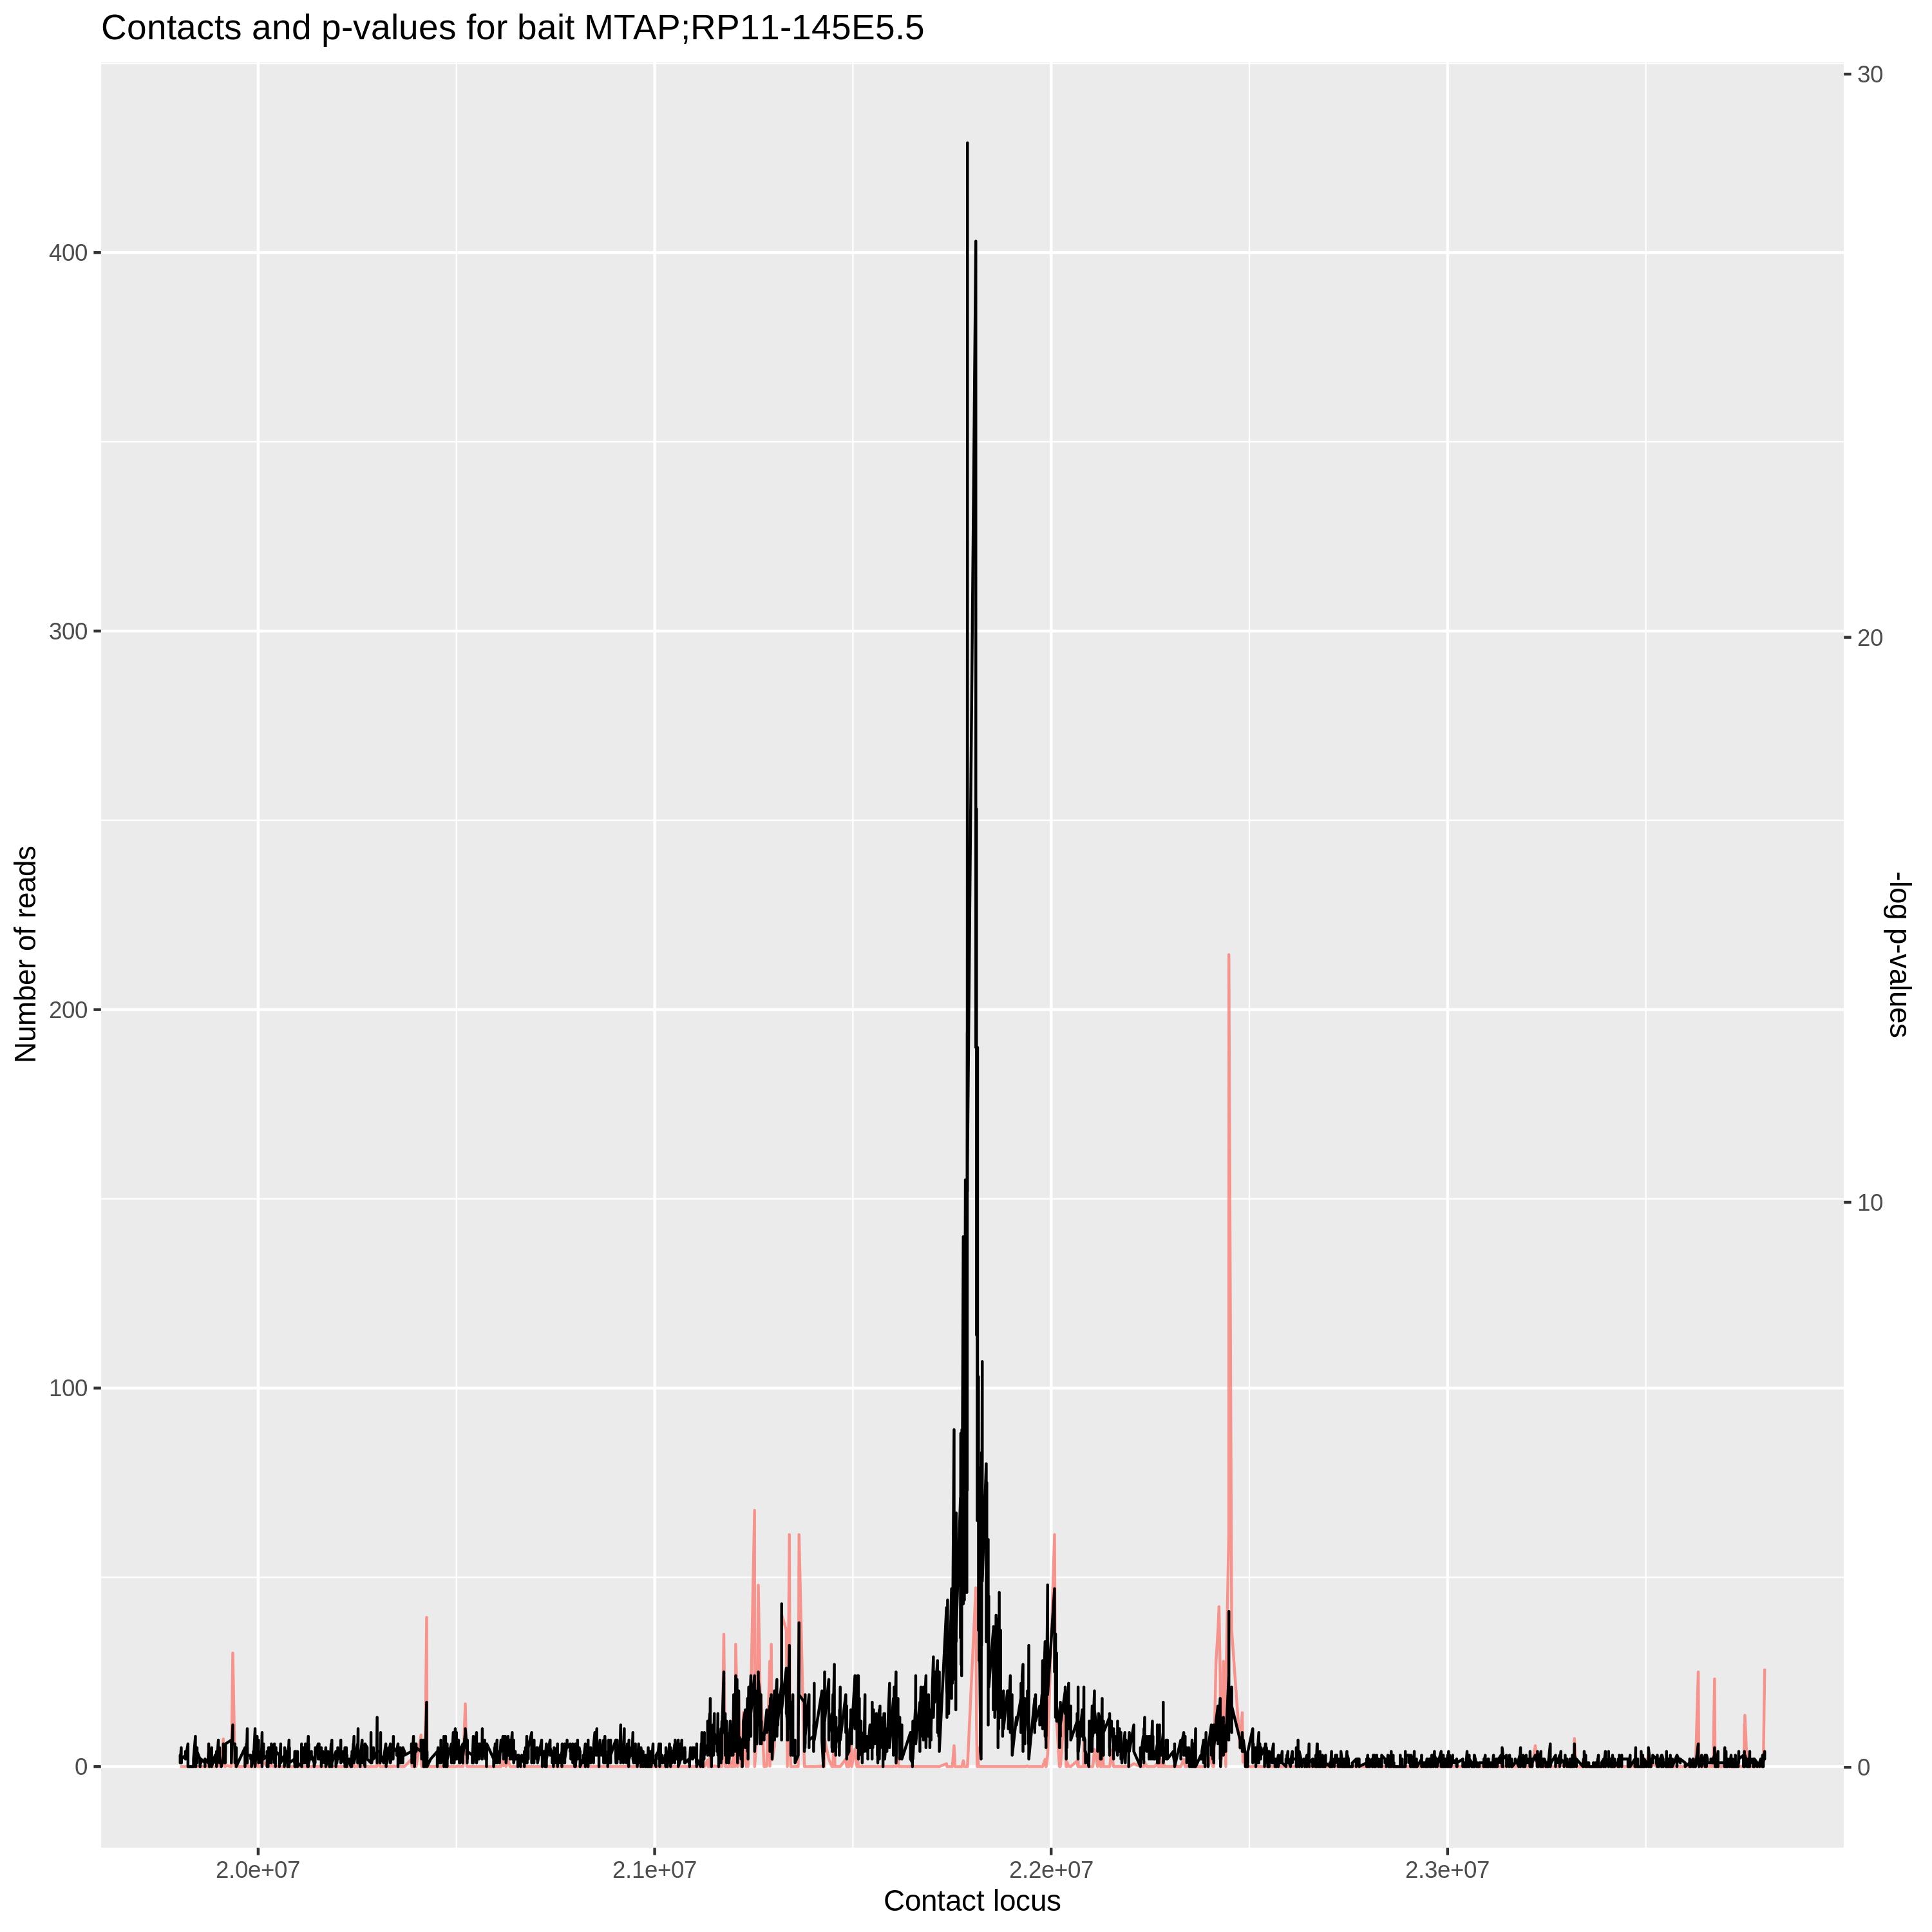 Contacts and p-values for bait MTAP;RP11-145E5.5
Number of reads
400
300
200
100
0
30
20
10
0
-log p-values
2.0e+07
2.1e+07
2.2e+07
2.3e+07
Contact locus